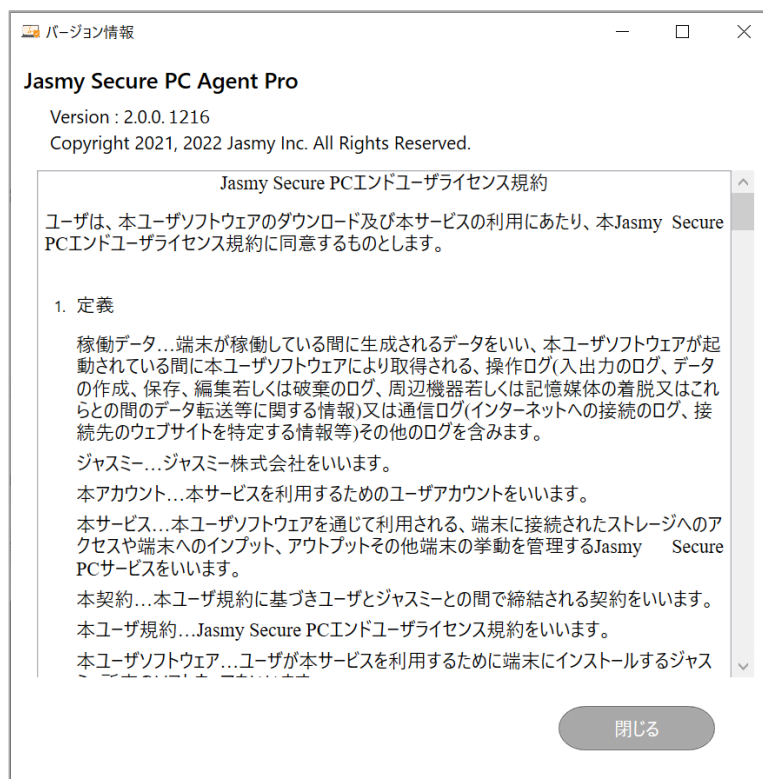 バージョン情報
Jasmy Secure PC Agent Pro
Version : 2.0.0.1216
Copyright 2021, 2022 Jasmy Inc. All Rights Reserved.
Jasmy Secure PCエンドユーザライセンス規約
ユーザは、本ユーザソフトウェアのダウンロード及び本サービスの利用にあたり、本Jasmy Secure
PCエンドユーザライセンス規約に同意するものとします。
1. 定義
稼働データ…端末が稼働している間に生成されるデータをいい、本ユーザソフトウェアが起
動されている間に本ユーザソフトウェアにより取得される、操作ログ(入出力のログ、データ
の作成、保存、編集若しくは破棄のログ、周辺機器若しくは記憶媒体の着脱又はこれ
らとの間のデータ転送等に関する情報)又は通信ログ(インターネットへの接続のログ、接
続先のウェブサイトを特定する情報等)その他のログを含みます。
ジャスミー…ジャスミー株式会社をいいます。
本アカウント…本サービスを利用するためのユーザアカウントをいいます。
本サービス…本ユーザソフトウェアを通じて利用される、端末に接続されたストレージへのア
クセスや端末へのインプット、アウトプットその他端末の挙動を管理するJasmy Secure
PCサービスをいいます。
本契約…本ユーザ規約に基づきユーザとジャスミーとの間で締結される契約をいいます。
本ユーザ規約…Jasmy Secure PCエンドユーザライセンス規約をいいます。
本ユーザソフトウェア…ユーザが本サービスを利用するために端末にインストールするジャス
閉じる